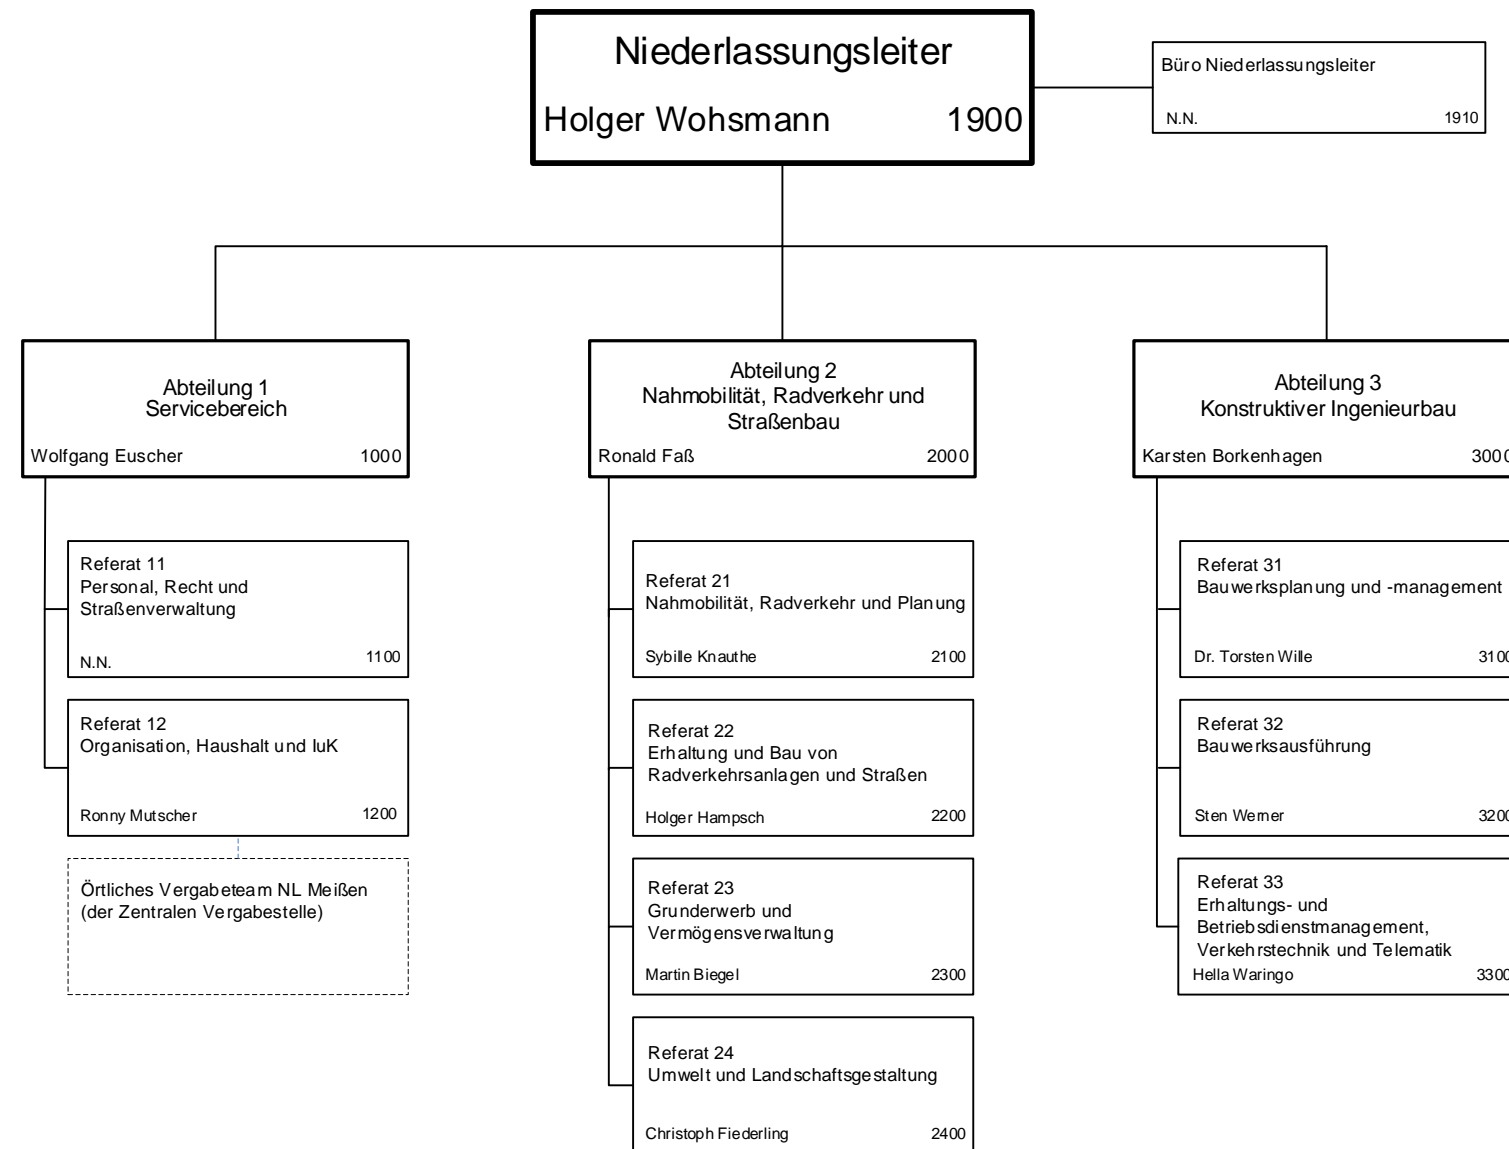 Niederlassungsleiter
Holger Wohsmann 1900
Büro Niederlassungsleiter
N.N. 1910
Abteilung 1
Servicebereich
Wolfgang Euscher 1000
Referat 11
Personal, Recht und
Straßenverwaltung
N.N. 1100
Referat 12
Organisation, Haushalt und IuK
Ronny Mutscher 1200
Örtliches Vergabeteam NL Meißen
(der Zentralen Vergabestelle)
Abteilung 2
Nahmobilität, Radverkehr und
Straßenbau
Ronald Faß 2000
Referat 21
Nahmobilität, Radverkehr und Planung
Sybille Knauthe 2100
Referat 22
Erhaltung und Bau von
Radverkehrsanlagen und Straßen
Holger Hampsch 2200
Referat 23
Grunderwerb und
Vermögensverwaltung
Martin Biegel 2300
Referat 24
Umwelt und Landschaftsgestaltung
Christoph Fiederling 2400
Abteilung 3
Konstruktiver Ingenieurbau
Karsten Borkenhagen 3000
Referat 31
Bauwerksplanung und -management
Dr. Torsten Wille 3100
Referat 32
Bauwerksausführung
Sten Werner 3200
Referat 33
Erhaltungs- und
Betriebsdienstmanagement,
Verkehrstechnik und Telematik
Hella Waringo 3300